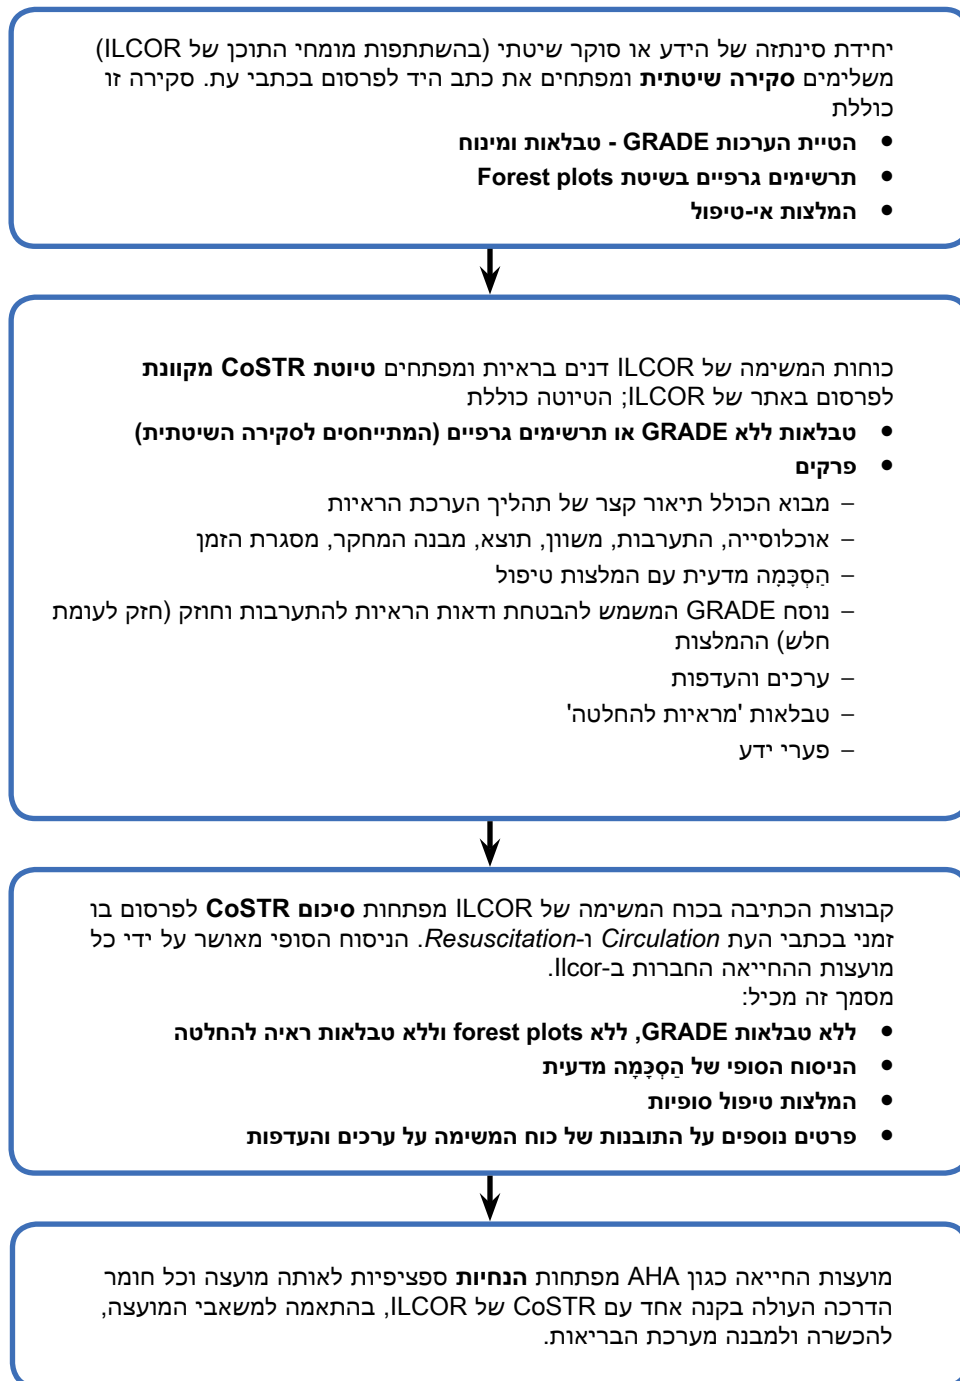 יחידת סינתזה של הידע או סוקר שיטתי (בהשתתפות מומחי התוכן של ILCOR)
משלימים סקירה שיטתית ומפתחים את כתב היד לפרסום בכתבי עת. סקירה זו
כוללת
● הטיית הערכות GRADE - טבלאות ומינוח
● תרשימים גרפיים בשיטת Forest plots
● המלצות אי-טיפול
כוחות המשימה של ILCOR דנים בראיות ומפתחים טיוטת CoSTR מקוונת
לפרסום באתר של ILCOR; הטיוטה כוללת
● טבלאות ללא GRADE או תרשימים גרפיים (המתייחסים לסקירה השיטתית)
● פרקים
– מבוא הכולל תיאור קצר של תהליך הערכת הראיות
– אוכלוסייה, התערבות, משוון, תוצא, מבנה המחקר, מסגרת הזמן
– הַסְכָּמָה מדעית עם המלצות טיפול
– נוסח GRADE המשמש להבטחת ודאות הראיות להתערבות וחוזק (חזק לעומת
חלש) ההמלצות
– ערכים והעדפות
– טבלאות 'מראיות להחלטה'
– פערי ידע
קבוצות הכתיבה בכוח המשימה של ILCOR מפתחות סיכום CoSTR לפרסום בו
זמני בכתבי העת Circulation ו-Resuscitation. הניסוח הסופי מאושר על ידי כל
מועצות ההחייאה החברות ב-Ilcor.
מסמך זה מכיל:
● ללא טבלאות GRADE, ללא forest plots וללא טבלאות ראיה להחלטה
● הניסוח הסופי של הַסְכָּמָה מדעית
● המלצות טיפול סופיות
● פרטים נוספים על התובנות של כוח המשימה על ערכים והעדפות
מועצות החייאה כגון AHA מפתחות הנחיות ספציפיות לאותה מועצה וכל חומר
הדרכה העולה בקנה אחד עם CoSTR של ILCOR, בהתאמה למשאבי המועצה,
להכשרה ולמבנה מערכת הבריאות.